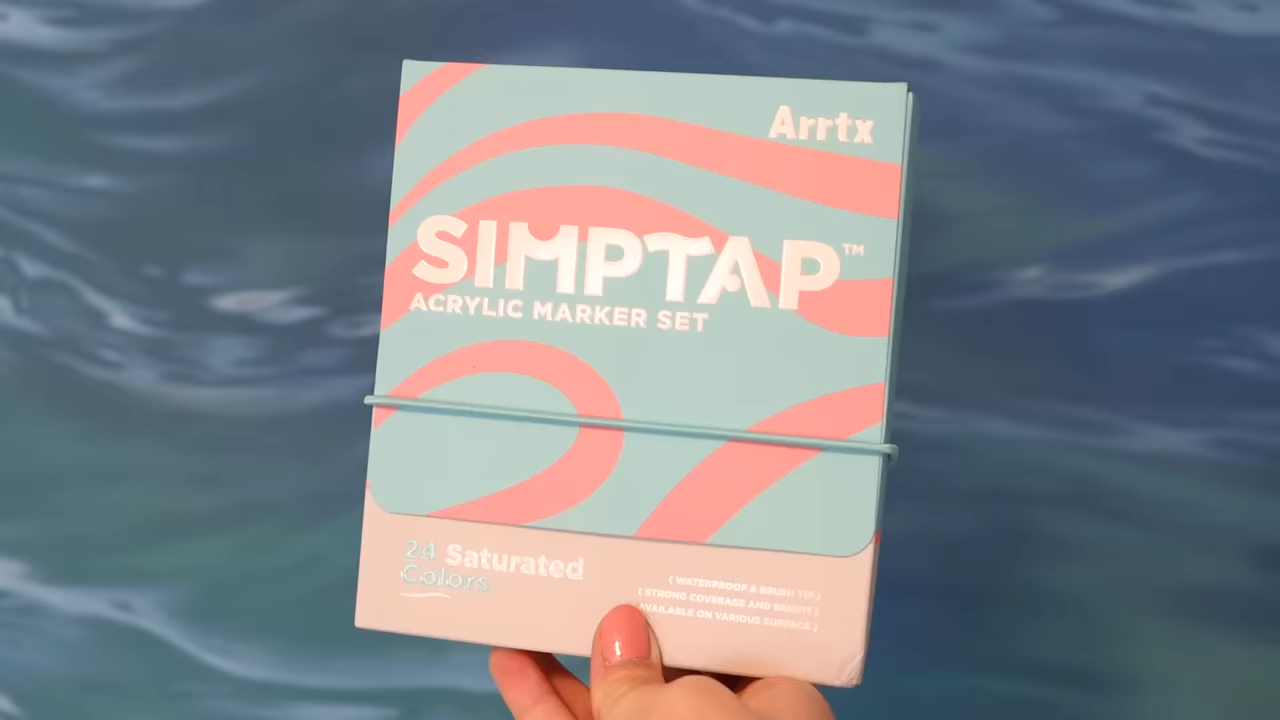 Arrtx
SIMPTAP™
ACRYLIC MARKER SET
24 Saturated
Colors
( WATERPROOF & BRUSH TIP )
( STRONG COVERAGE AND BRIGHT )
AVAILABLE ON VARIOUS SURFACE )